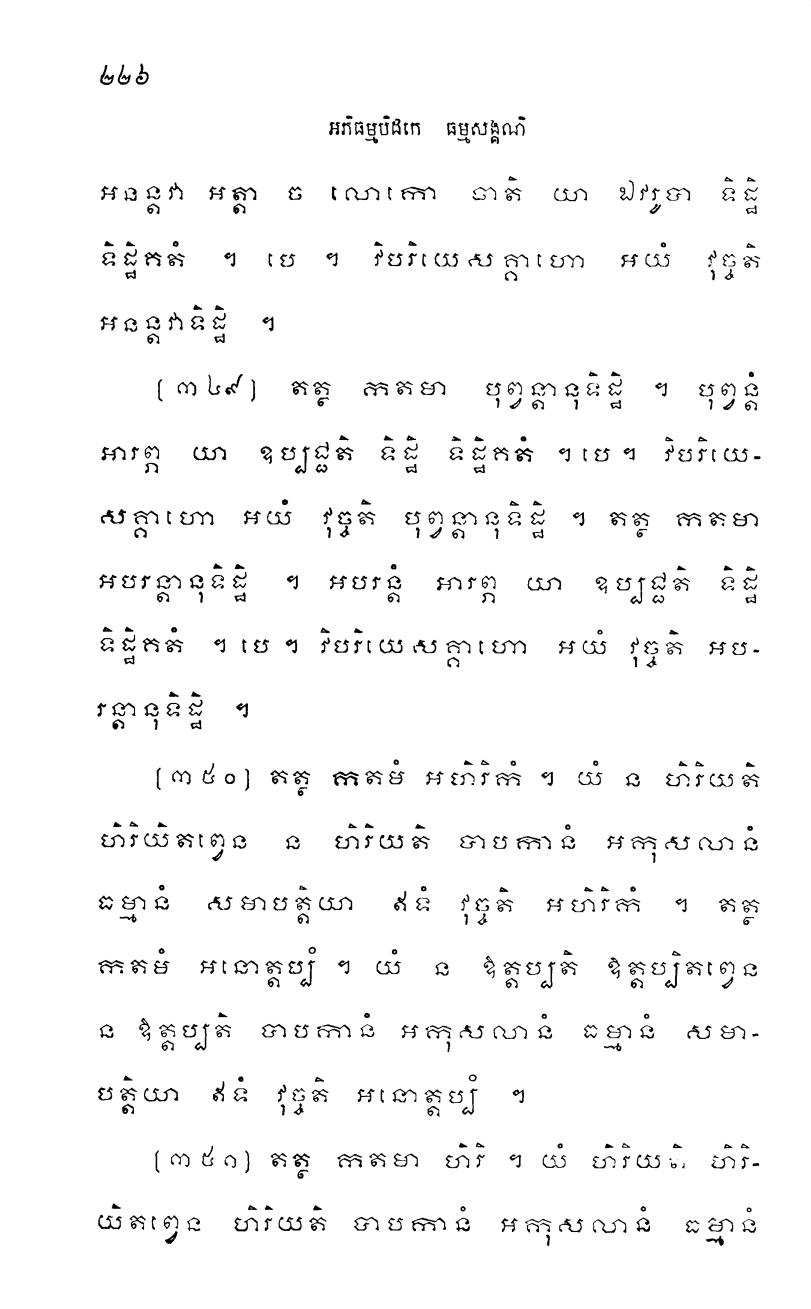 ២២៦
អភិធម្មបិដកេ ធម្មសង្គណិ
អនន្តវា អត្តា ច លោកោ ចាតិ យា ឯវរូបា ទិដ្ឋិ
ទិដ្ឋិគតំ ។ បេ ។ វិបរិយេសគ្គាហោ អយំ វុច្ចតិ
អនន្តវាទិដ្ឋិ ។
(៣៤៩) តត្ថ កតមា បុព្វន្តានុទិដ្ឋិ ។ បុព្វន្តំ
អារព្ភ យា ឧប្បជ្ជតិ ទិដ្ឋិ ទិដ្ឋិគតំ ។ បេ ។ វិបរិយេ-
សគ្គាហោ អយំ វុច្ចតិ បុព្វន្តានុទិដ្ឋិ ។ តត្ថ កតមា
អបរន្តានុទិដ្ឋិ ។ អបរន្តំ អារព្ភ យា ឧប្បជ្ជតិ ទិដ្ឋិ
ទិដ្ឋិគតំ ។ បេ ។ វិបរិយេសគ្គាហោ អយំ វុច្ចតិ អប-
រន្តានុទិដ្ឋិ ។
(៣៥០) តត្ថ កតមំ អហិរិកំ ។ យំ ន ហិរិយតិ
ហិរិយិតព្វេន ន ហិរិយតិ បាបកានំ អកុសលានំ
ធម្មានំ សមាបត្តិយា ឥទំ វុច្ចតិ អហិរិកំ ។ តត្ថ
កតមំ អនោត្តប្បំ ។ យំ ន ឱត្តប្បតិ ឱត្តប្បិតព្វេន
ន ឱត្តប្បតិ បាបកានំ អកុសលានំ ធម្មានំ សមា-
បត្តិយា ឥទំ វុច្ចតិ អនោត្តប្បំ ។
(៣៥១) តត្ថ កតមា ហិរិ ។ យំ ហិរិយតិ ហិរិ-
យិតព្វេន ហិរិយតិ បាបកានំ អកុសលានំ ធម្មានំ